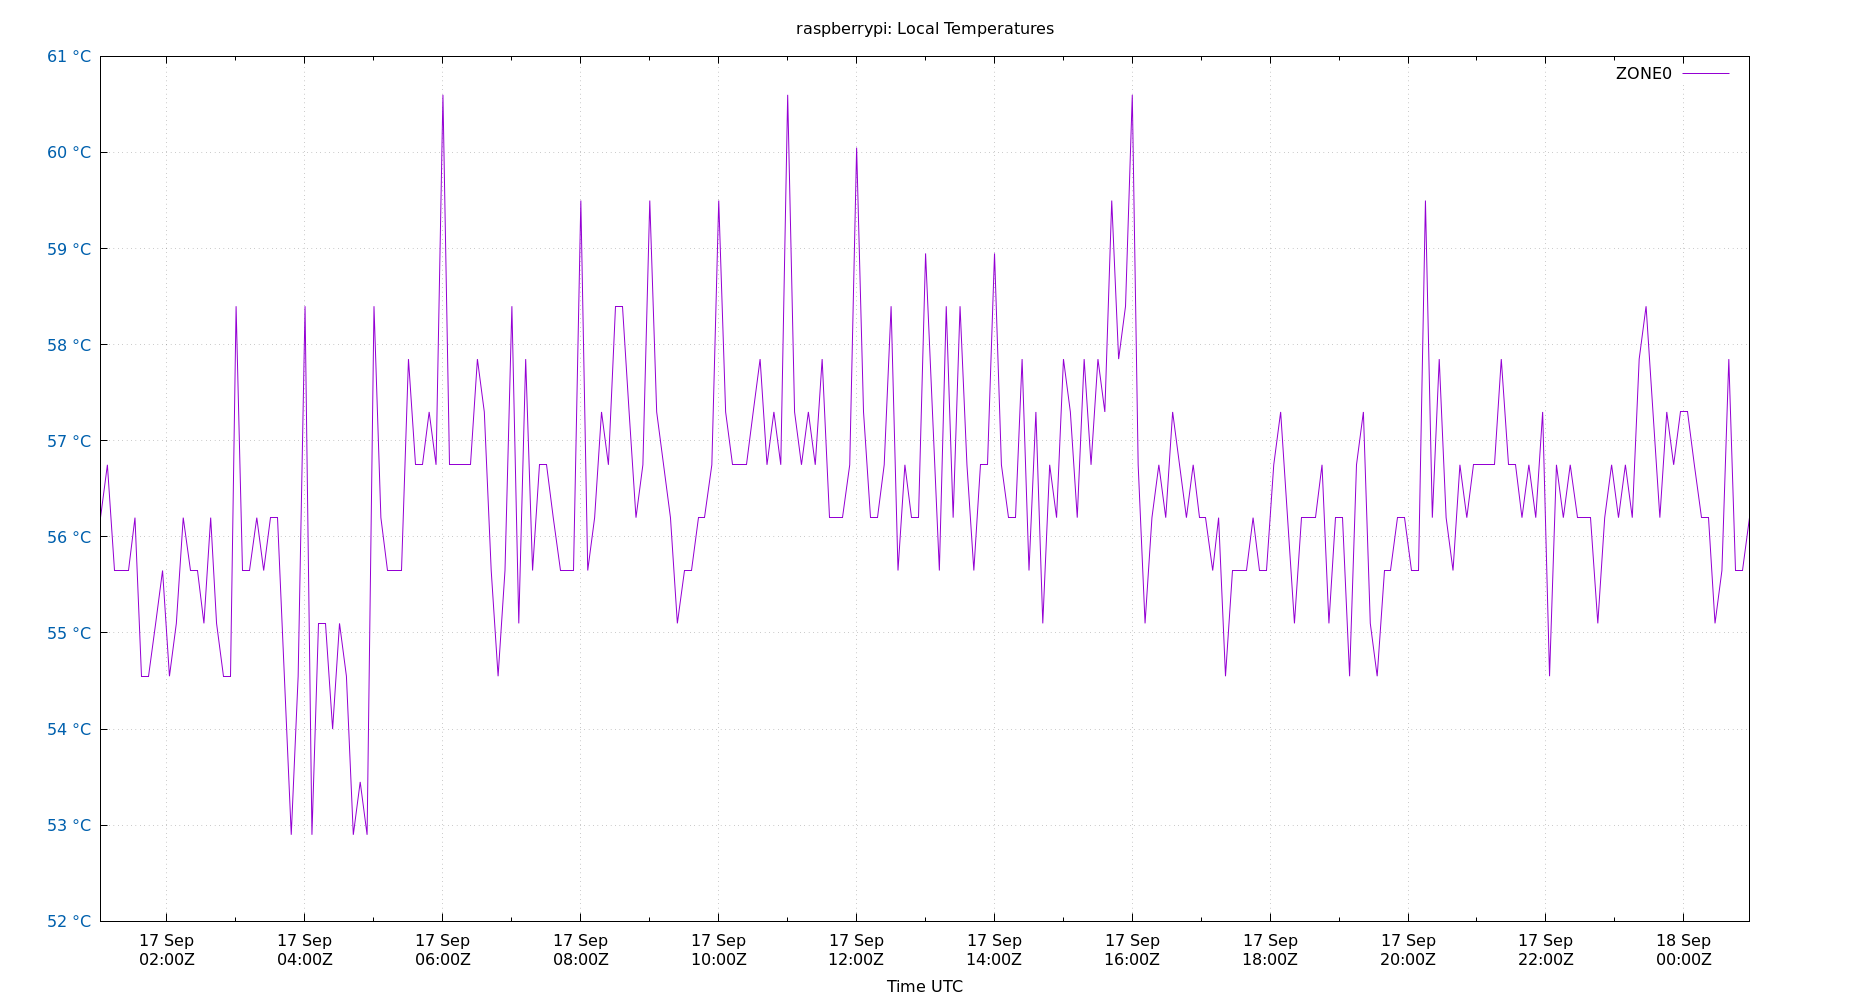 raspberrypi: Local Temperatures
ZONE0
61 °C
60 °C
59 °C
58 °C
57 °C
56 °C
55 °C
54 °C
53 °C
52 °C
17 Sep 17 Sep 17 Sep 17 Sep 17 Sep 17 Sep 17 Sep 17 Sep 17 Sep 17 Sep 17 Sep 18 Sep
02:00Z 04:00Z 06:00Z 08:00Z 10:00Z 12:00Z 14:00Z 16:00Z 18:00Z 20:00Z 22:00Z 00:00Z
Time UTC